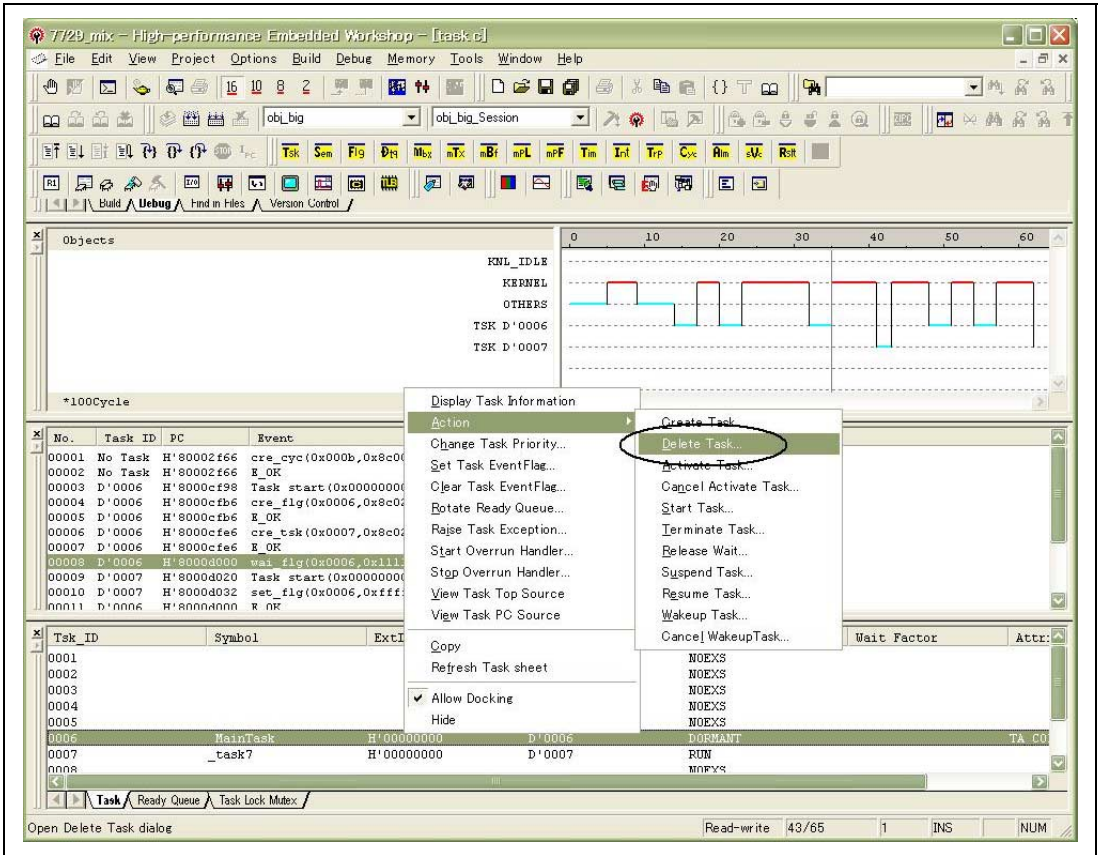 7729_mix - High-performance Embedded Workshop - [task.c]
File Edit View Project Options Build Debug Memory Tools Window Help
16 10 8 2
obj_big obj_big_Session
Tsk Sem Flg Dtq Mbx mTx mBf mPL mPF Tim Int Trp Cyc Alm sVc Rstt
Build Debug Find in Files Version Control
Objects
0 10 20 30 40 50 60
KNL_IDLE
KERNEL
OTHERS
TSK D'0006
TSK D'0007
*100Cycle
No. Task ID PC Event
00001 No Task H'80002f66 cre_cyc(0x000b,0x8c00
00002 No Task H'80002f66 E_OK
00003 D'0006 H'8000cf98 Task start(0x00000000
00004 D'0006 H'8000cfb6 cre_flg(0x0006,0x8c02
00005 D'0006 H'8000cfb6 E_OK
00006 D'0006 H'8000cfe6 cre_tsk(0x0007,0x8c02
00007 D'0006 H'8000cfe6 E_OK
00008 D'0006 H'8000d000 wai_flg(0x0006,0x111
00009 D'0007 H'8000d020 Task start(0x00000000
00010 D'0007 H'8000d032 set_flg(0x0006,0xfff
00011 D'0006 H'8000d000 E_OK
Display Task Information
Action
Change Task Priority...
Set Task EventFlag...
Clear Task EventFlag...
Rotate Ready Queue...
Raise Task Exception...
Start Overrun Handler...
Stop Overrun Handler...
View Task Top Source
View Task PC Source
Copy
Refresh Task sheet
Allow Docking
Hide
Create Task...
Delete Task...
Activate Task...
Cancel Activate Task...
Start Task...
Terminate Task...
Release Wait...
Suspend Task...
Resume Task...
Wakeup Task...
Cancel WakeupTask...
Tsk_ID Symbol ExtI Wait Factor Attr:
0001 NOEXS
0002 NOEXS
0003 NOEXS
0004 NOEXS
0005 NOEXS
0006 _MainTask H'00000000 D'0006 DORMANT TA_CO
0007 _task7 H'00000000 D'0007 RUN
0008 NOEXS
Task Ready Queue Task Lock Mutex
Open Delete Task dialog Read-write 43/65 1 INS NUM